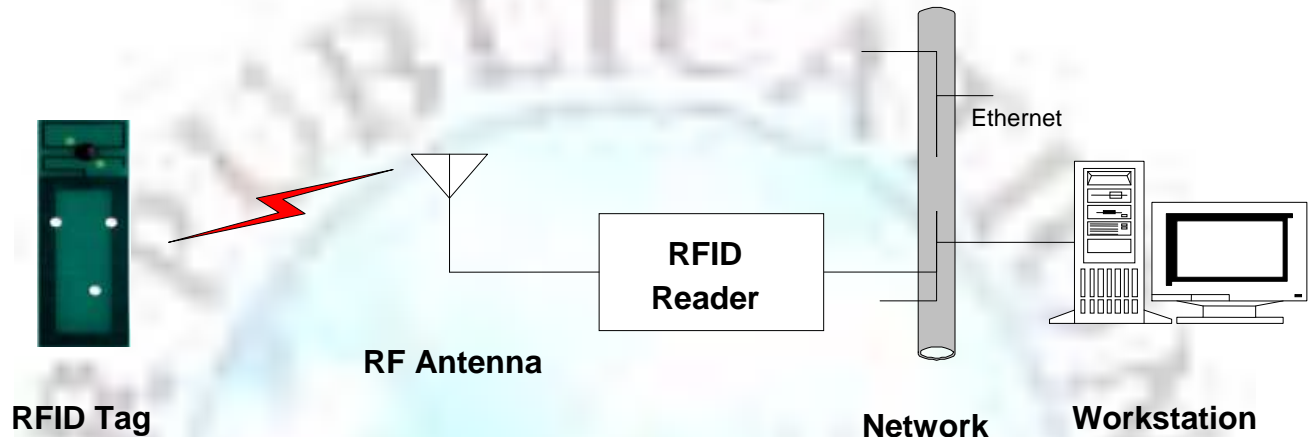 Ethernet
RFID
Reader
RF Antenna
RFID Tag
Network
Workstation